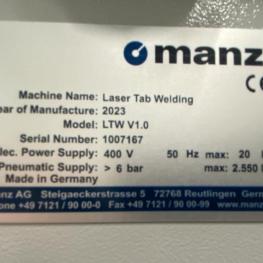 manz
CE
Machine Name: Laser Tab Welding
ear of Manufacture: 2023
Model: LTW V1.0
Serial Number: 1007167
lec. Power Supply: 400 V 50 Hz max: 20
Pneumatic Supply: > 6 bar max: 2.550
Made in Germany
nz AG Steigaeckerstrasse 5 72768 Reutlingen Germ
one +49 7121 / 90 00-0 Fax +49 7121 / 90 00-99 www.manz